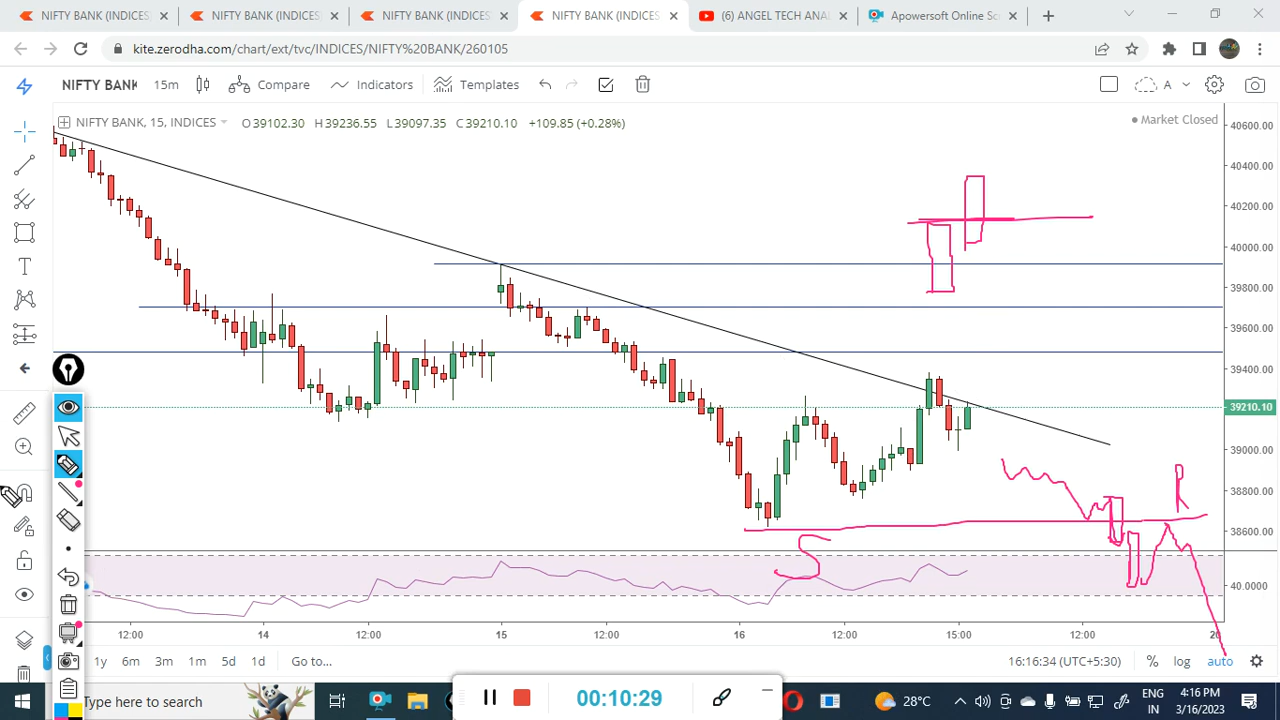 NIFTY BANK (INDICES
NIFTY BANK (INDICES
NIFTY BANK (INDICES
NIFTY BANK (INDICES
(6) ANGEL TECH ANA
Apowersoft Online Sc
kite.zerodha.com/chart/ext/tvc/INDICES/NIFTY%20BANK/260105
NIFTY BANK 15m Compare Indicators Templates A
NIFTY BANK, 15, INDICES O39102.30 H39236.55 L39097.35 C39210.10 +109.85 (+0.28%)
Market Closed
40600.00
40400.00
40200.00
40000.00
39800.00
39600.00
39400.00
39210.10
39000.00
38800.00
38600.00
40.0000
R
S
12:00 14 12:00 15 12:00 16 12:00 15:00 12:00 20
1y 6m 3m 1m 5d 1d Go to... 16:16:34 (UTC+5:30) % log auto
Type here to search
00:10:29
28°C
ENG
IN
4:16 PM
3/16/2023